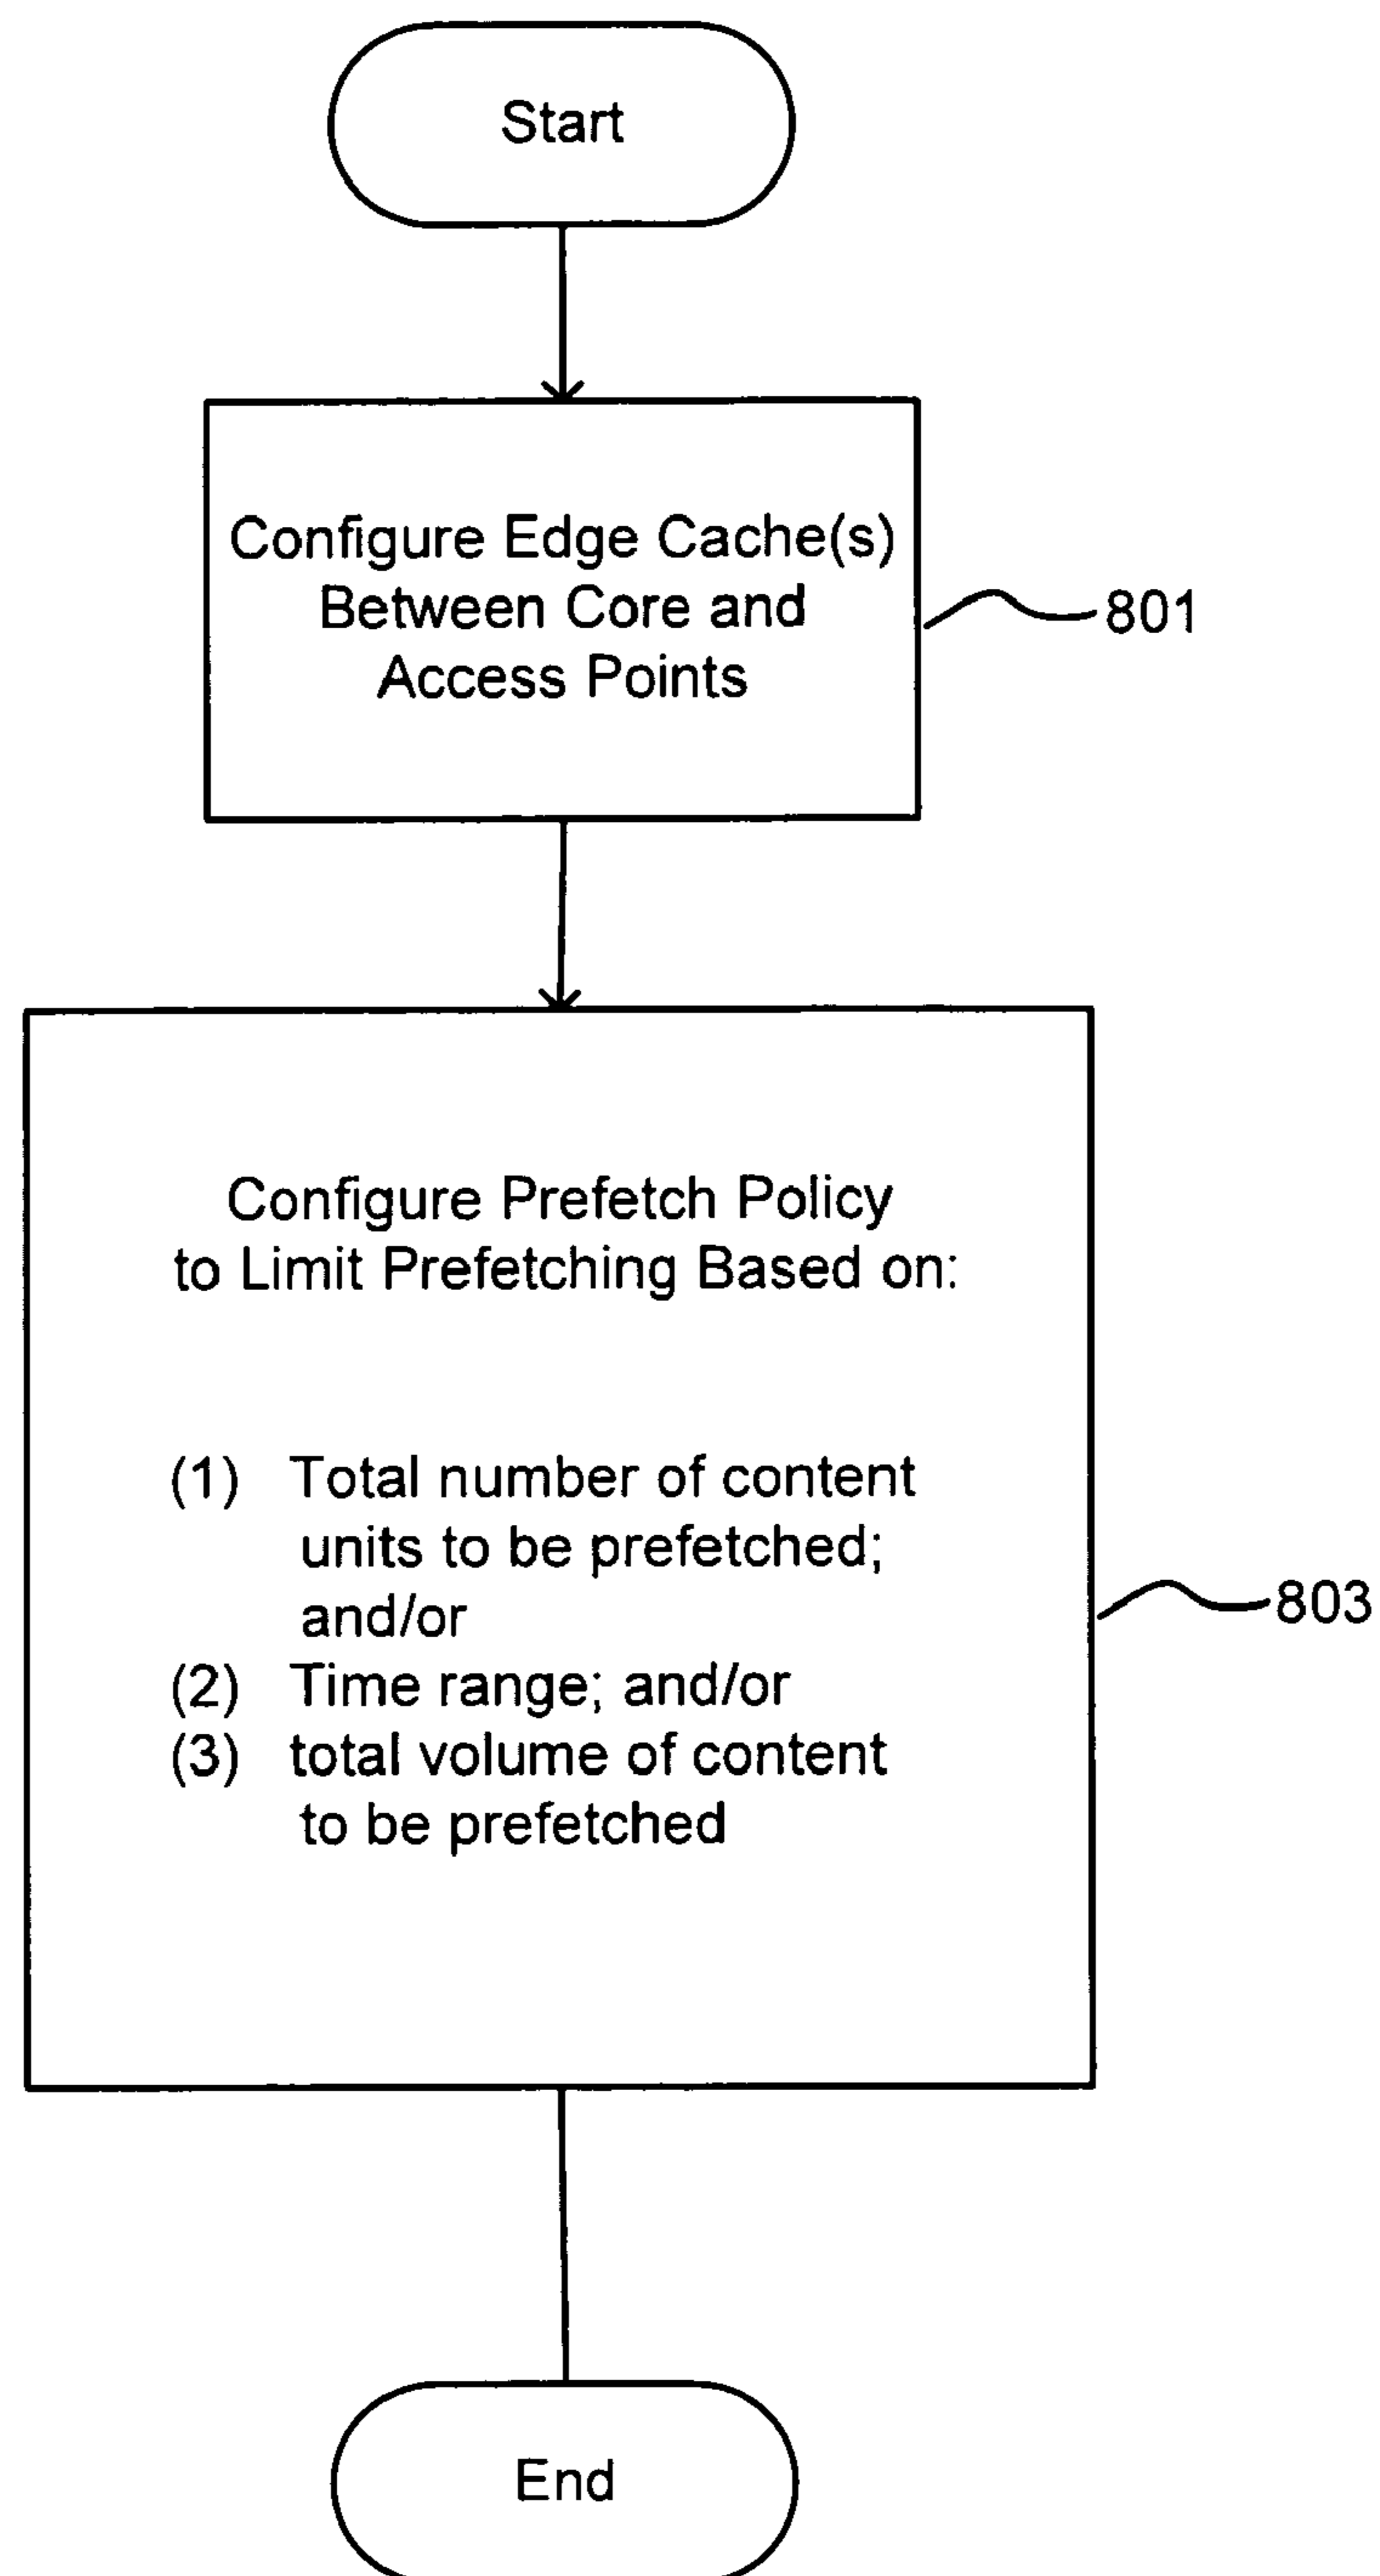 Start
Configure Edge Cache(s)
Between Core and
Access Points
801
Configure Prefetch Policy
to Limit Prefetching Based on:
(1) Total number of content
units to be prefetched;
and/or
(2) Time range; and/or
(3) total volume of content
to be prefetched
803
End